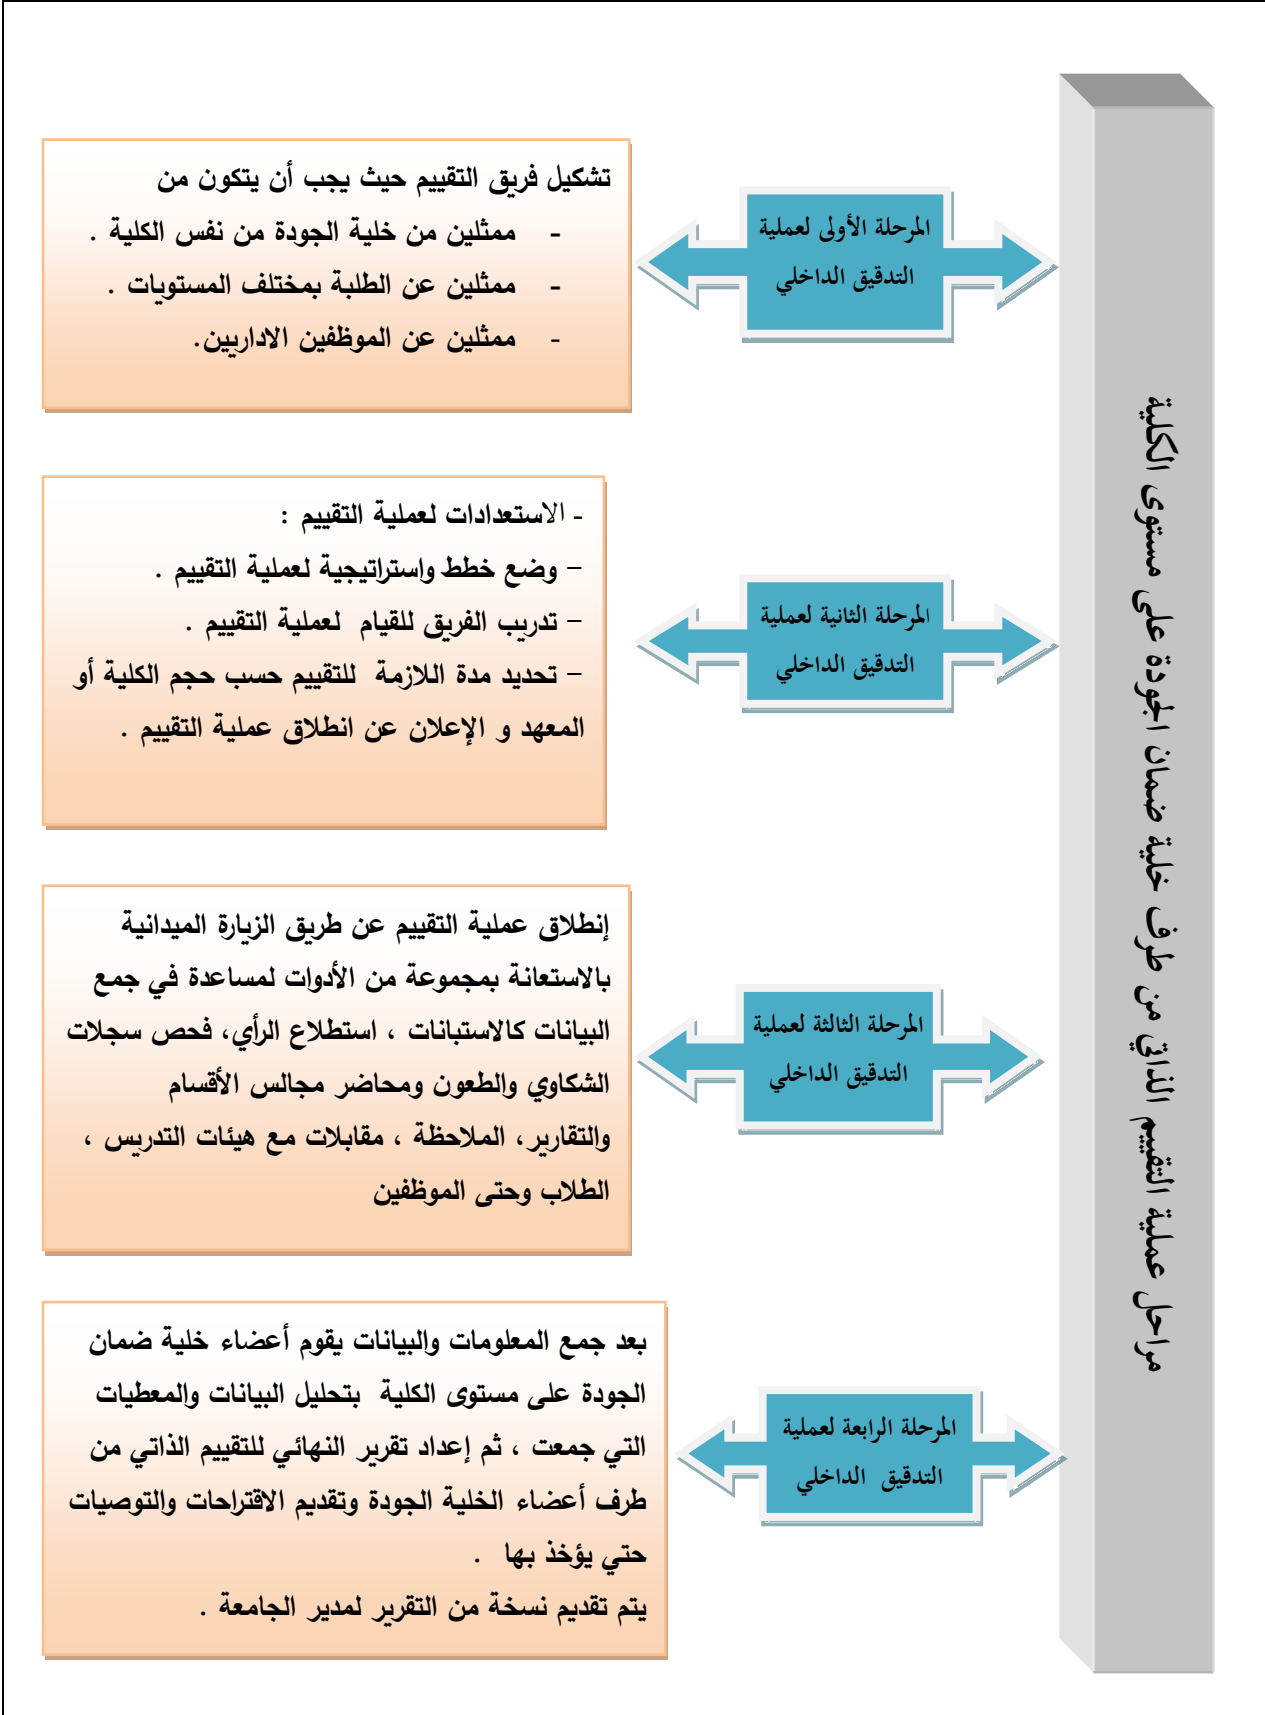 مراحل عملية التقييم الذاتي من طرف خلية ضمان الجودة على مستوى الكلية
المرحلة الأولى لعملية
التدقيق الداخلي
تشكيل فريق التقييم حيث يجب أن يتكون من
- ممثلين من خلية الجودة من نفس الكلية .
- ممثلين عن الطلبة بمختلف المستويات .
- ممثلين عن الموظفين الاداريين.
المرحلة الثانية لعملية
التدقيق الداخلي
- الاستعدادات لعملية التقييم :
– وضع خطط واستراتيجية لعملية التقييم .
– تدريب الفريق للقيام لعملية التقييم .
– تحديد مدة اللازمة للتقييم حسب حجم الكلية أو
المعهد و الإعلان عن انطلاق عملية التقييم .
المرحلة الثالثة لعملية
التدقيق الداخلي
إنطلاق عملية التقييم عن طريق الزيارة الميدانية
بالاستعانة بمجموعة من الأدوات لمساعدة في جمع
البيانات كالاستبانات ، استطلاع الرأي، فحص سجلات
الشكاوي والطعون ومحاضر مجالس الأقسام
والتقارير، الملاحظة ، مقابلات مع هيئات التدريس ،
الطلاب وحتى الموظفين
المرحلة الرابعة لعملية
التدقيق الداخلي
بعد جمع المعلومات والبيانات يقوم أعضاء خلية ضمان
الجودة على مستوى الكلية بتحليل البيانات والمعطيات
التي جمعت ، ثم إعداد تقرير النهائي للتقييم الذاتي من
طرف أعضاء الخلية الجودة وتقديم الاقتراحات والتوصيات
حتي يؤخذ بها .
يتم تقديم نسخة من التقرير لمدير الجامعة .